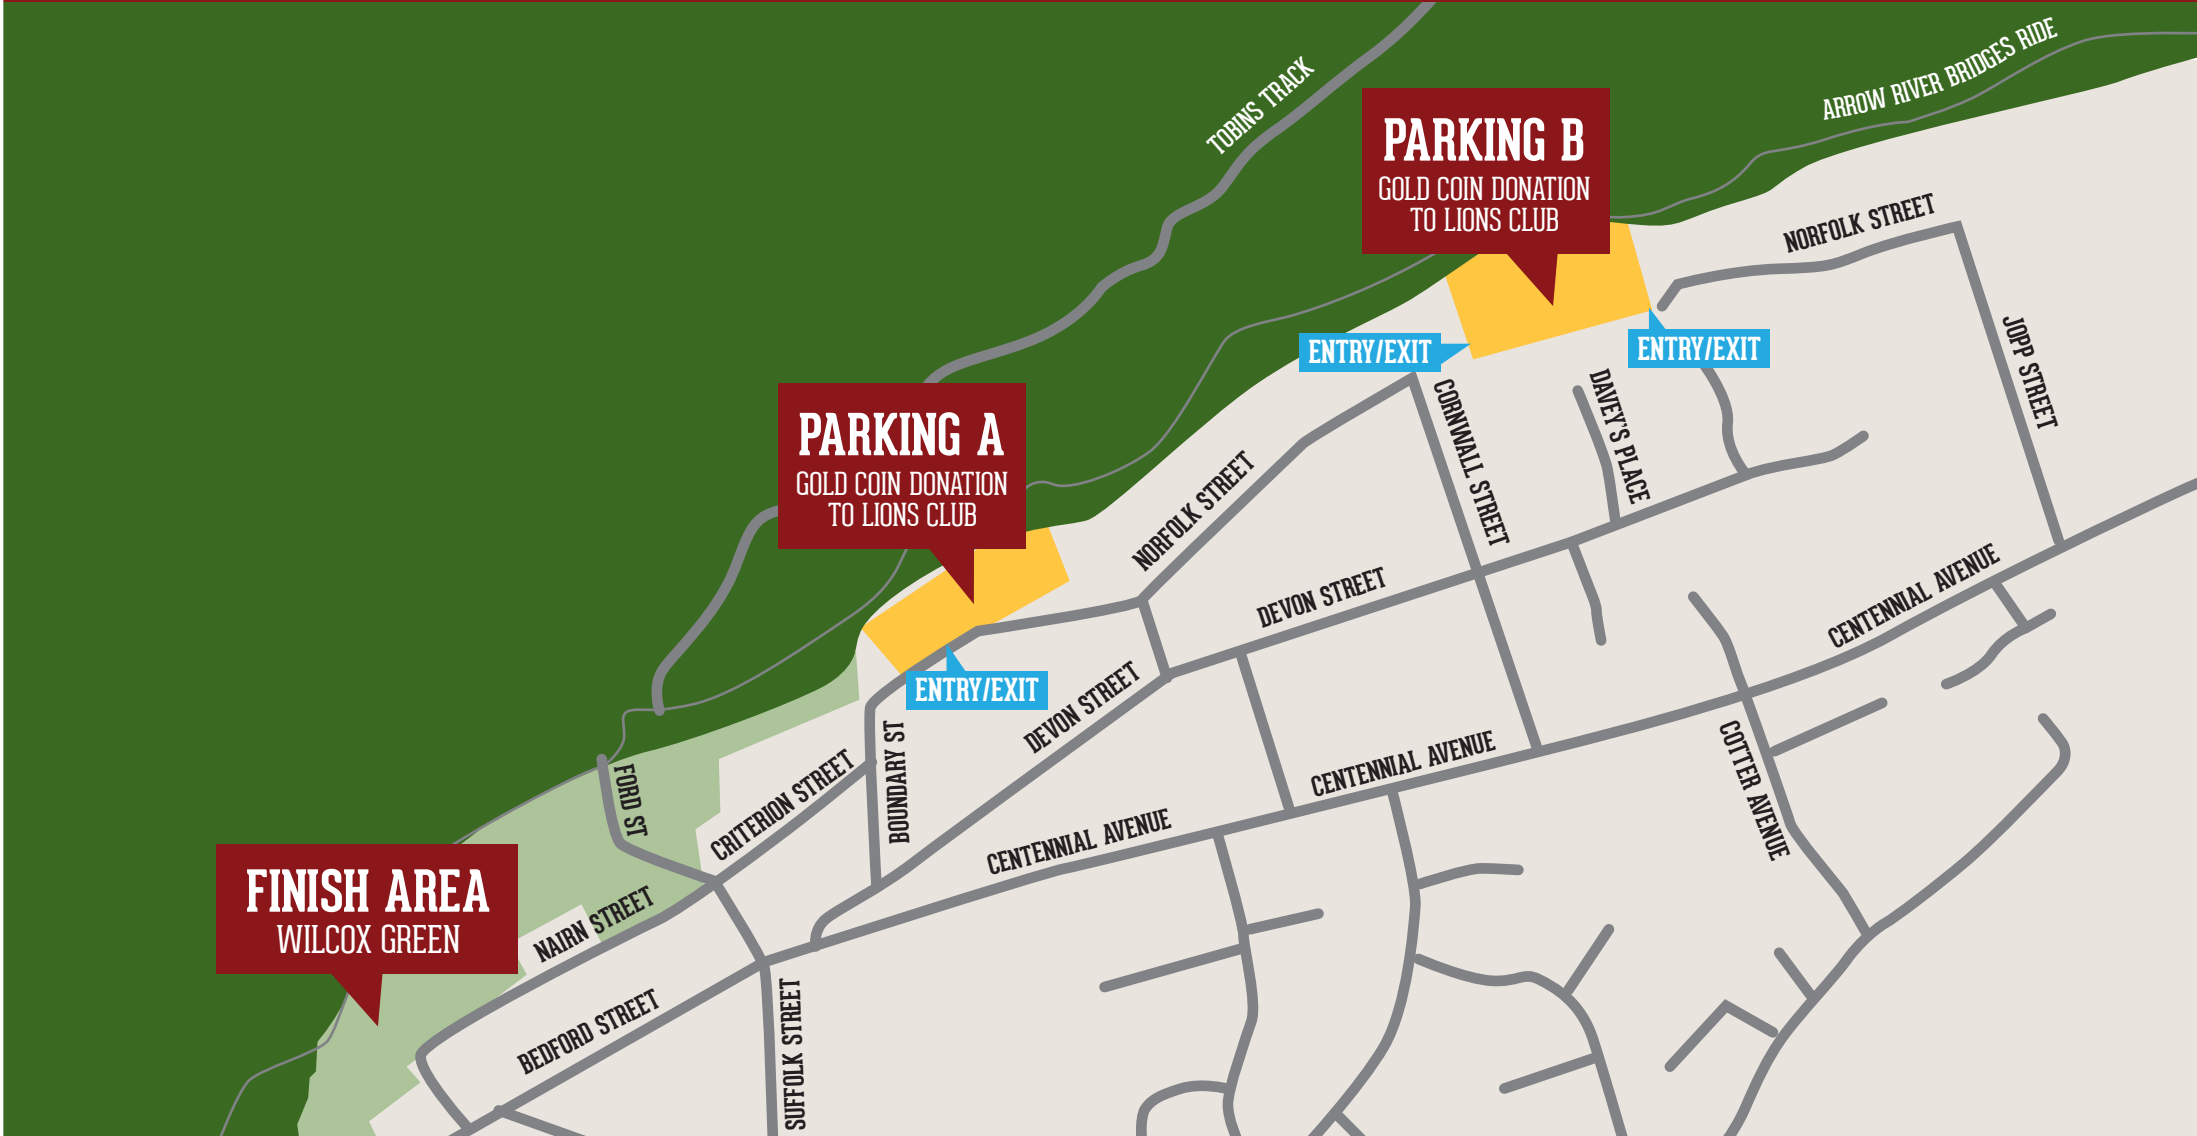 ARROW RIVER BRIDGES RIDE
TOBINS TRACK
PARKING B
GOLD COIN DONATION
TO LIONS CLUB
NORFOLK STREET
JOPP STREET
ENTRY/EXIT
ENTRY/EXIT
DAVEY'S PLACE
CORNWALL STREET
PARKING A
GOLD COIN DONATION
TO LIONS CLUB
NORFOLK STREET
DEVON STREET
CENTENNIAL AVENUE
ENTRY/EXIT
DEVON STREET
BOUNDARY ST
CRITERION STREET
FORD ST
CENTENNIAL AVENUE
COTTER AVENUE
CENTENNIAL AVENUE
FINISH AREA
WILCOX GREEN
NAIRN STREET
BEDFORD STREET
SUFFOLK STREET